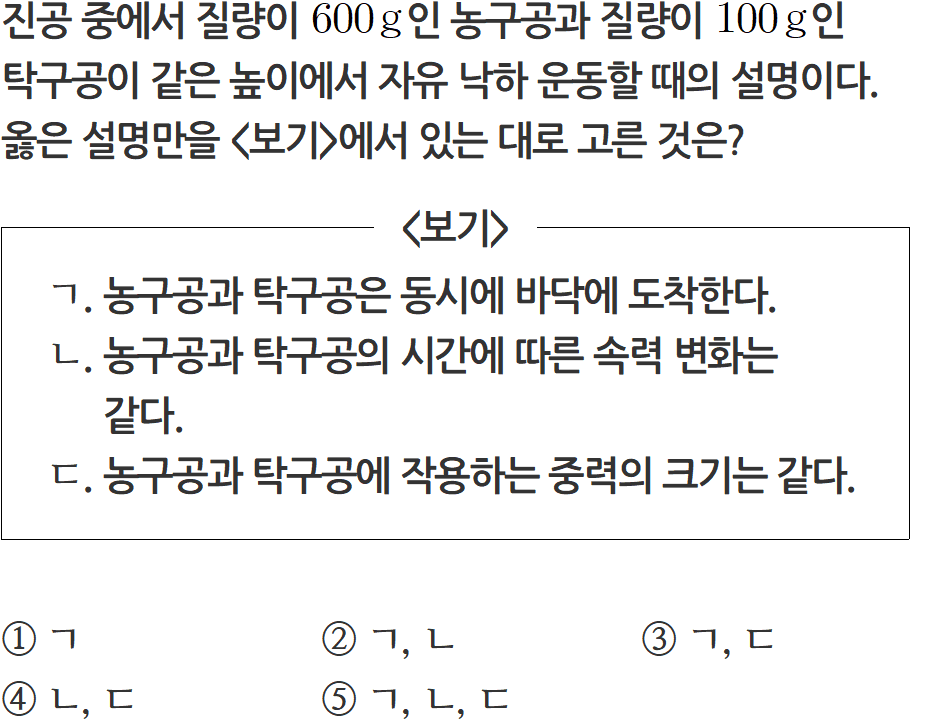 진공 중에서 질량이 600 g인 농구공과 질량이 100 g인
탁구공이 같은 높이에서 자유 낙하 운동할 때의 설명이다.
옳은 설명만을 <보기>에서 있는 대로 고른 것은?
<보기>
ㄱ. 농구공과 탁구공은 동시에 바닥에 도착한다.
ㄴ. 농구공과 탁구공의 시간에 따른 속력 변화는
같다.
ㄷ. 농구공과 탁구공에 작용하는 중력의 크기는 같다.
① ㄱ ② ㄱ, ㄴ ③ ㄱ, ㄷ
④ ㄴ, ㄷ ⑤ ㄱ, ㄴ, ㄷ